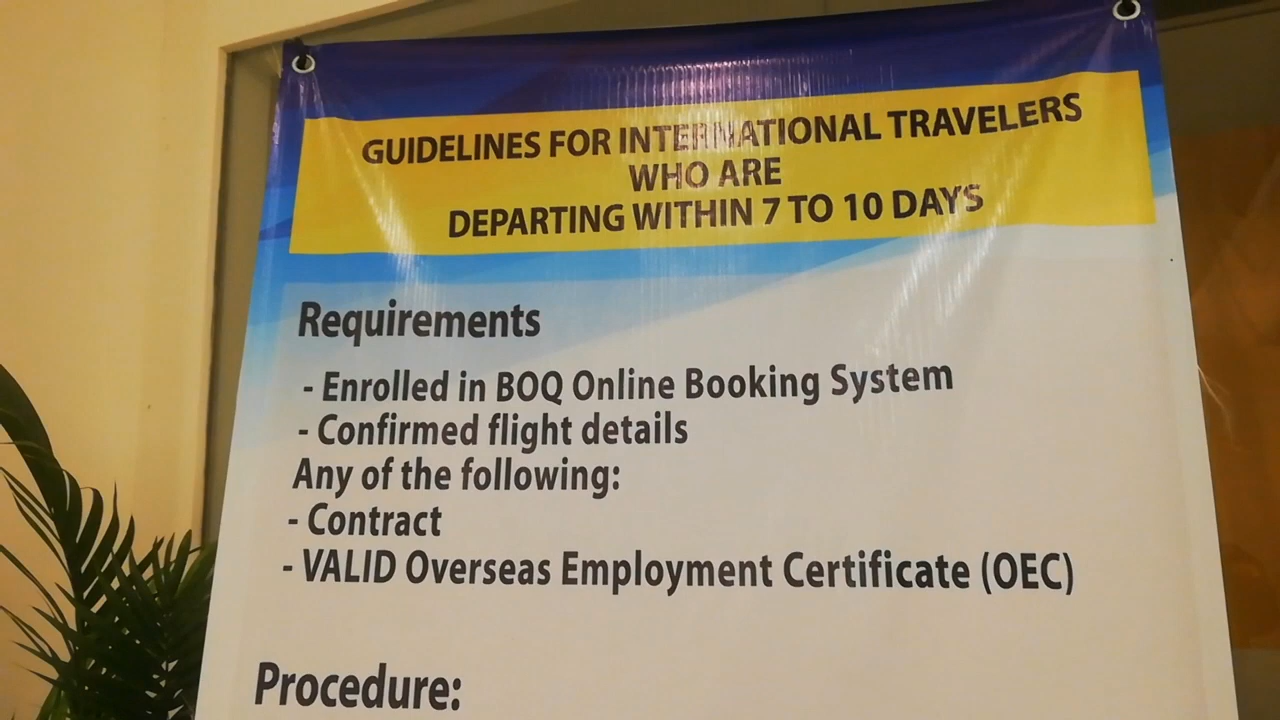 GUIDELINES FOR INTERNATIONAL TRAVELERS
WHO ARE
DEPARTING WITHIN 7 TO 10 DAYS
Requirements
- Enrolled in BOQ Online Booking System
- Confirmed flight details
Any of the following:
- Contract
- VALID Overseas Employment Certificate (OEC)
Procedure: